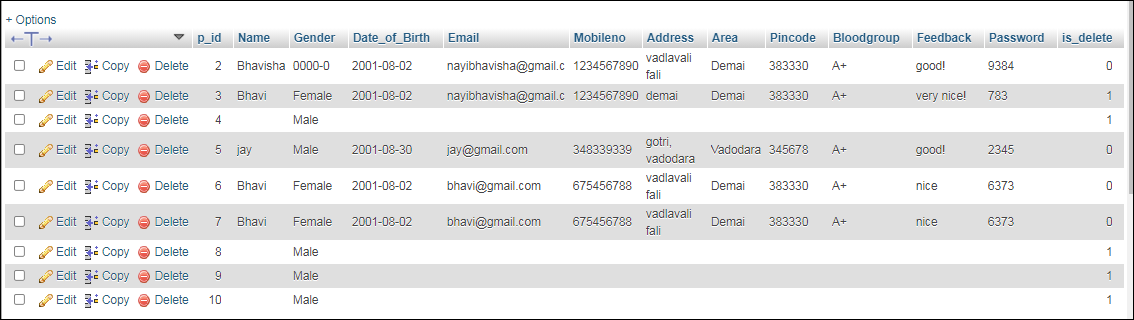 + Options
←T→ p_id Name Gender Date_of_Birth Email Mobileno Address Area Pincode Bloodgroup Feedback Password is_delete
Edit Copy Delete 2 Bhavisha 0000-0 2001-08-02 nayibhavisha@gmail.c 1234567890 vadlavali fali Demai 383330 A+ good! 9384 0
Edit Copy Delete 3 Bhavi Female 2001-08-02 nayibhavisha@gmail.c 1234567890 demai Demai 383330 A+ very nice! 783 1
Edit Copy Delete 4 Male 1
Edit Copy Delete 5 jay Male 2001-08-30 jay@gmail.com 348339339 gotri, vadodara Vadodara 345678 A+ good! 2345 0
Edit Copy Delete 6 Bhavi Female 2001-08-02 bhavi@gmail.com 675456788 vadlavali fali Demai 383330 A+ nice 6373 0
Edit Copy Delete 7 Bhavi Female 2001-08-02 bhavi@gmail.com 675456788 vadlavali fali Demai 383330 A+ nice 6373 0
Edit Copy Delete 8 Male 1
Edit Copy Delete 9 Male 1
Edit Copy Delete 10 Male 1